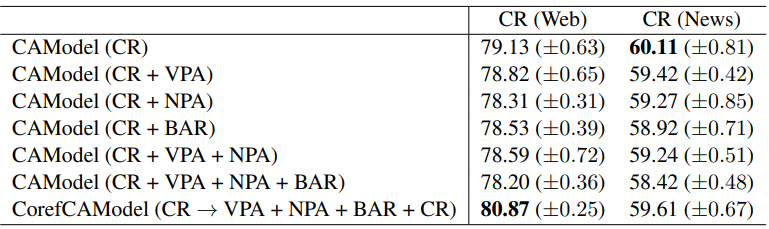 CR (Web) CR (News)
CAModel (CR) 79.13 (±0.63) 60.11 (±0.81)
CAModel (CR + VPA) 78.82 (±0.65) 59.42 (±0.42)
CAModel (CR + NPA) 78.31 (±0.31) 59.27 (±0.85)
CAModel (CR + BAR) 78.53 (±0.39) 58.92 (±0.71)
CAModel (CR + VPA + NPA) 78.59 (±0.72) 59.24 (±0.51)
CAModel (CR + VPA + NPA + BAR) 78.20 (±0.36) 58.42 (±0.48)
CorefCAModel (CR → VPA + NPA + BAR + CR) 80.87 (±0.25) 59.61 (±0.67)